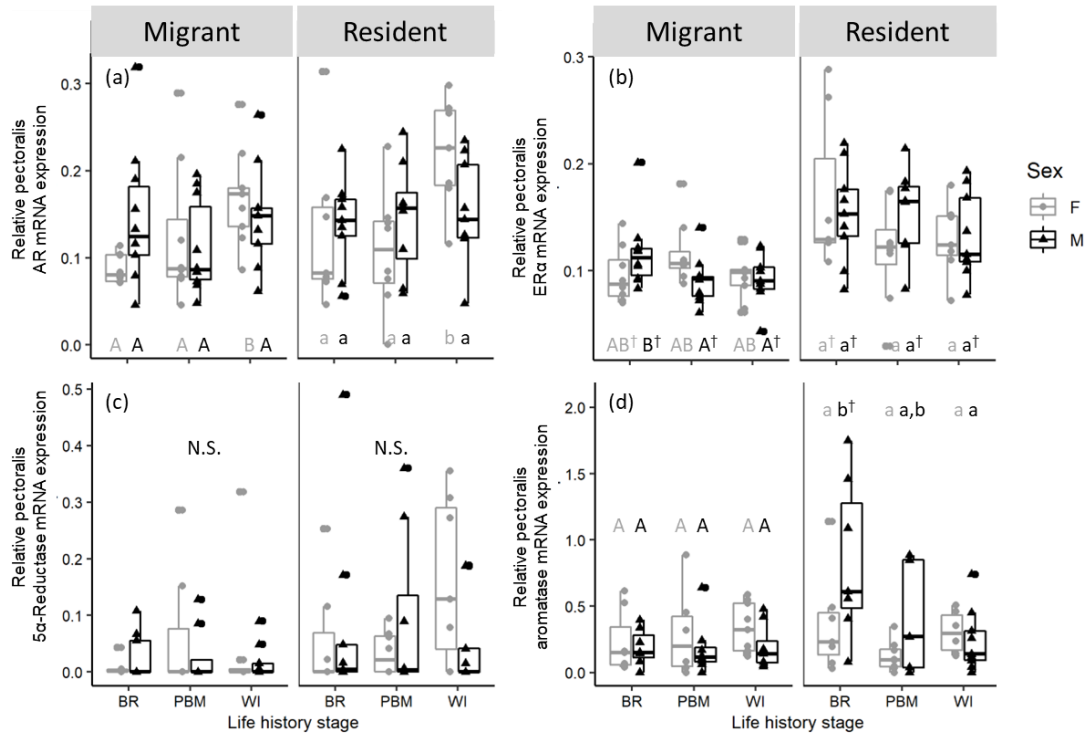 Migrant
Resident
Migrant
Resident
(a)
Relative pectoralis
AR mRNA expression
0.3
0.2
0.1
0.0
A A A A B A
a a a a b a
(b)
Relative pectoralis
ERα mRNA expression
0.2
0.1
AB† B† AB A† AB A†
a† a† a a† a a†
Sex
F
M
(c)
Relative pectoralis
5α-Reductase mRNA expression
0.5
0.4
0.3
0.2
0.1
0.0
N.S.
N.S.
BR PBM WI
BR PBM WI
Life history stage
(d)
Relative pectoralis
aromatase mRNA expression
2.0
1.5
1.0
0.5
0.0
A A A A A A
a b† a a,b a a
BR PBM WI
BR PBM WI
Life history stage